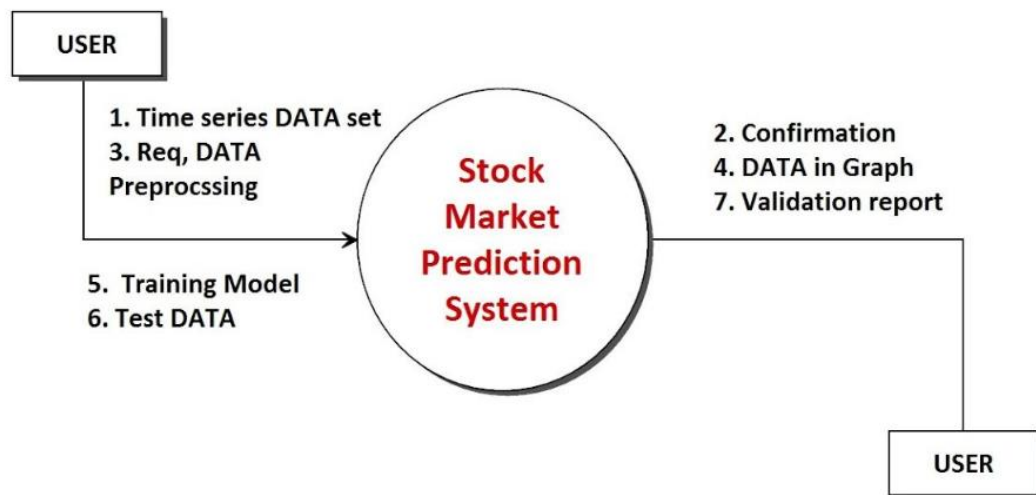 USER
1. Time series DATA set
3. Req, DATA
Preprocssing
5. Training Model
6. Test DATA
Stock
Market
Prediction
System
2. Confirmation
4. DATA in Graph
7. Validation report
USER